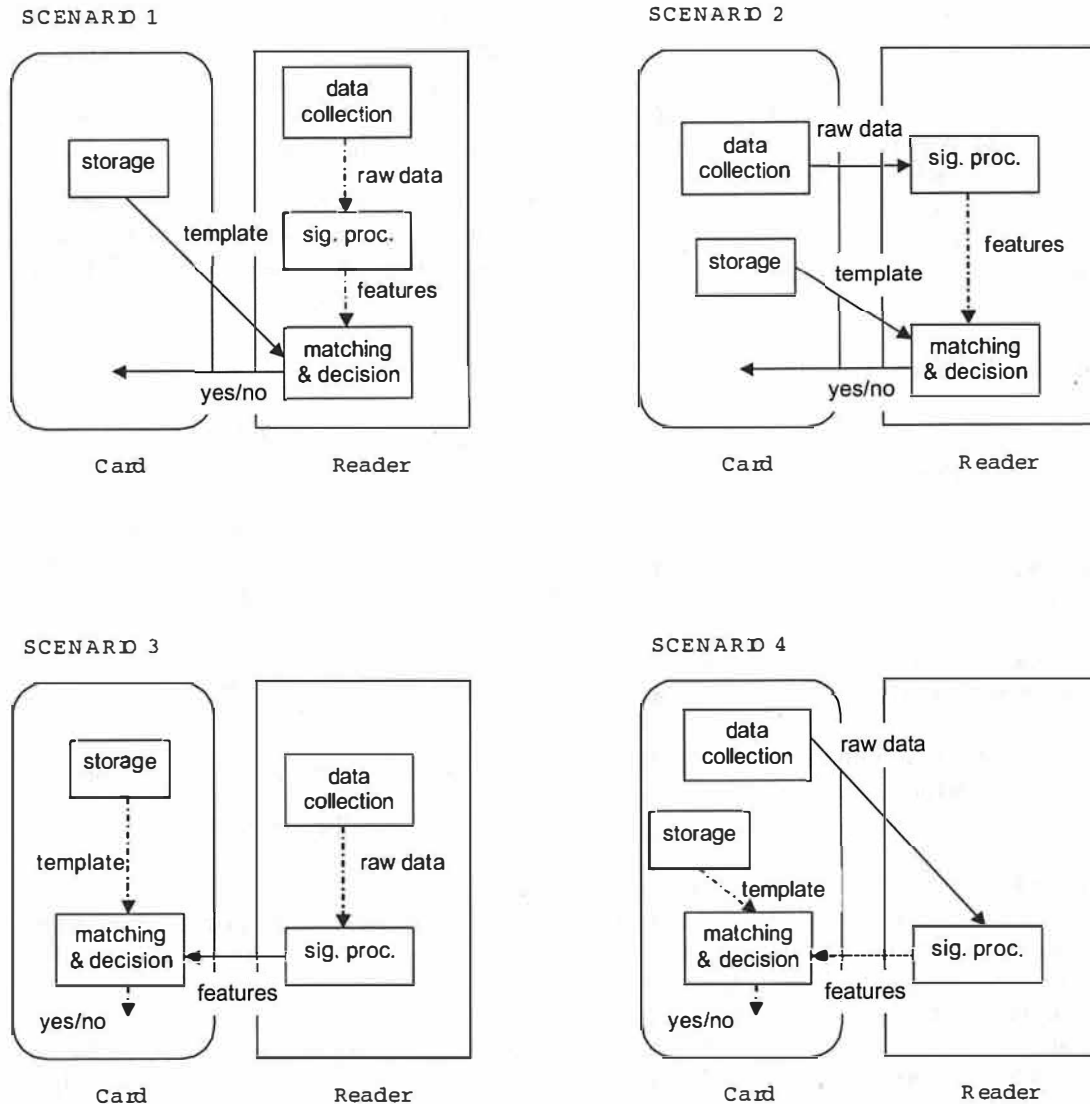 SCENARIO 1
data
collection
storage
raw data
template
sig. proc.
features
matching
& decision
yes/no
Card
Reader
SCENARIO 2
data
collection
raw data
sig. proc.
storage
template
features
matching
& decision
yes/no
Card
Reader
SCENARIO 3
storage
data
collection
template
raw data
matching
& decision
sig. proc.
features
yes/no
Card
Reader
SCENARIO 4
data
collection
raw data
storage
template
matching
& decision
sig. proc.
features
yes/no
Card
Reader